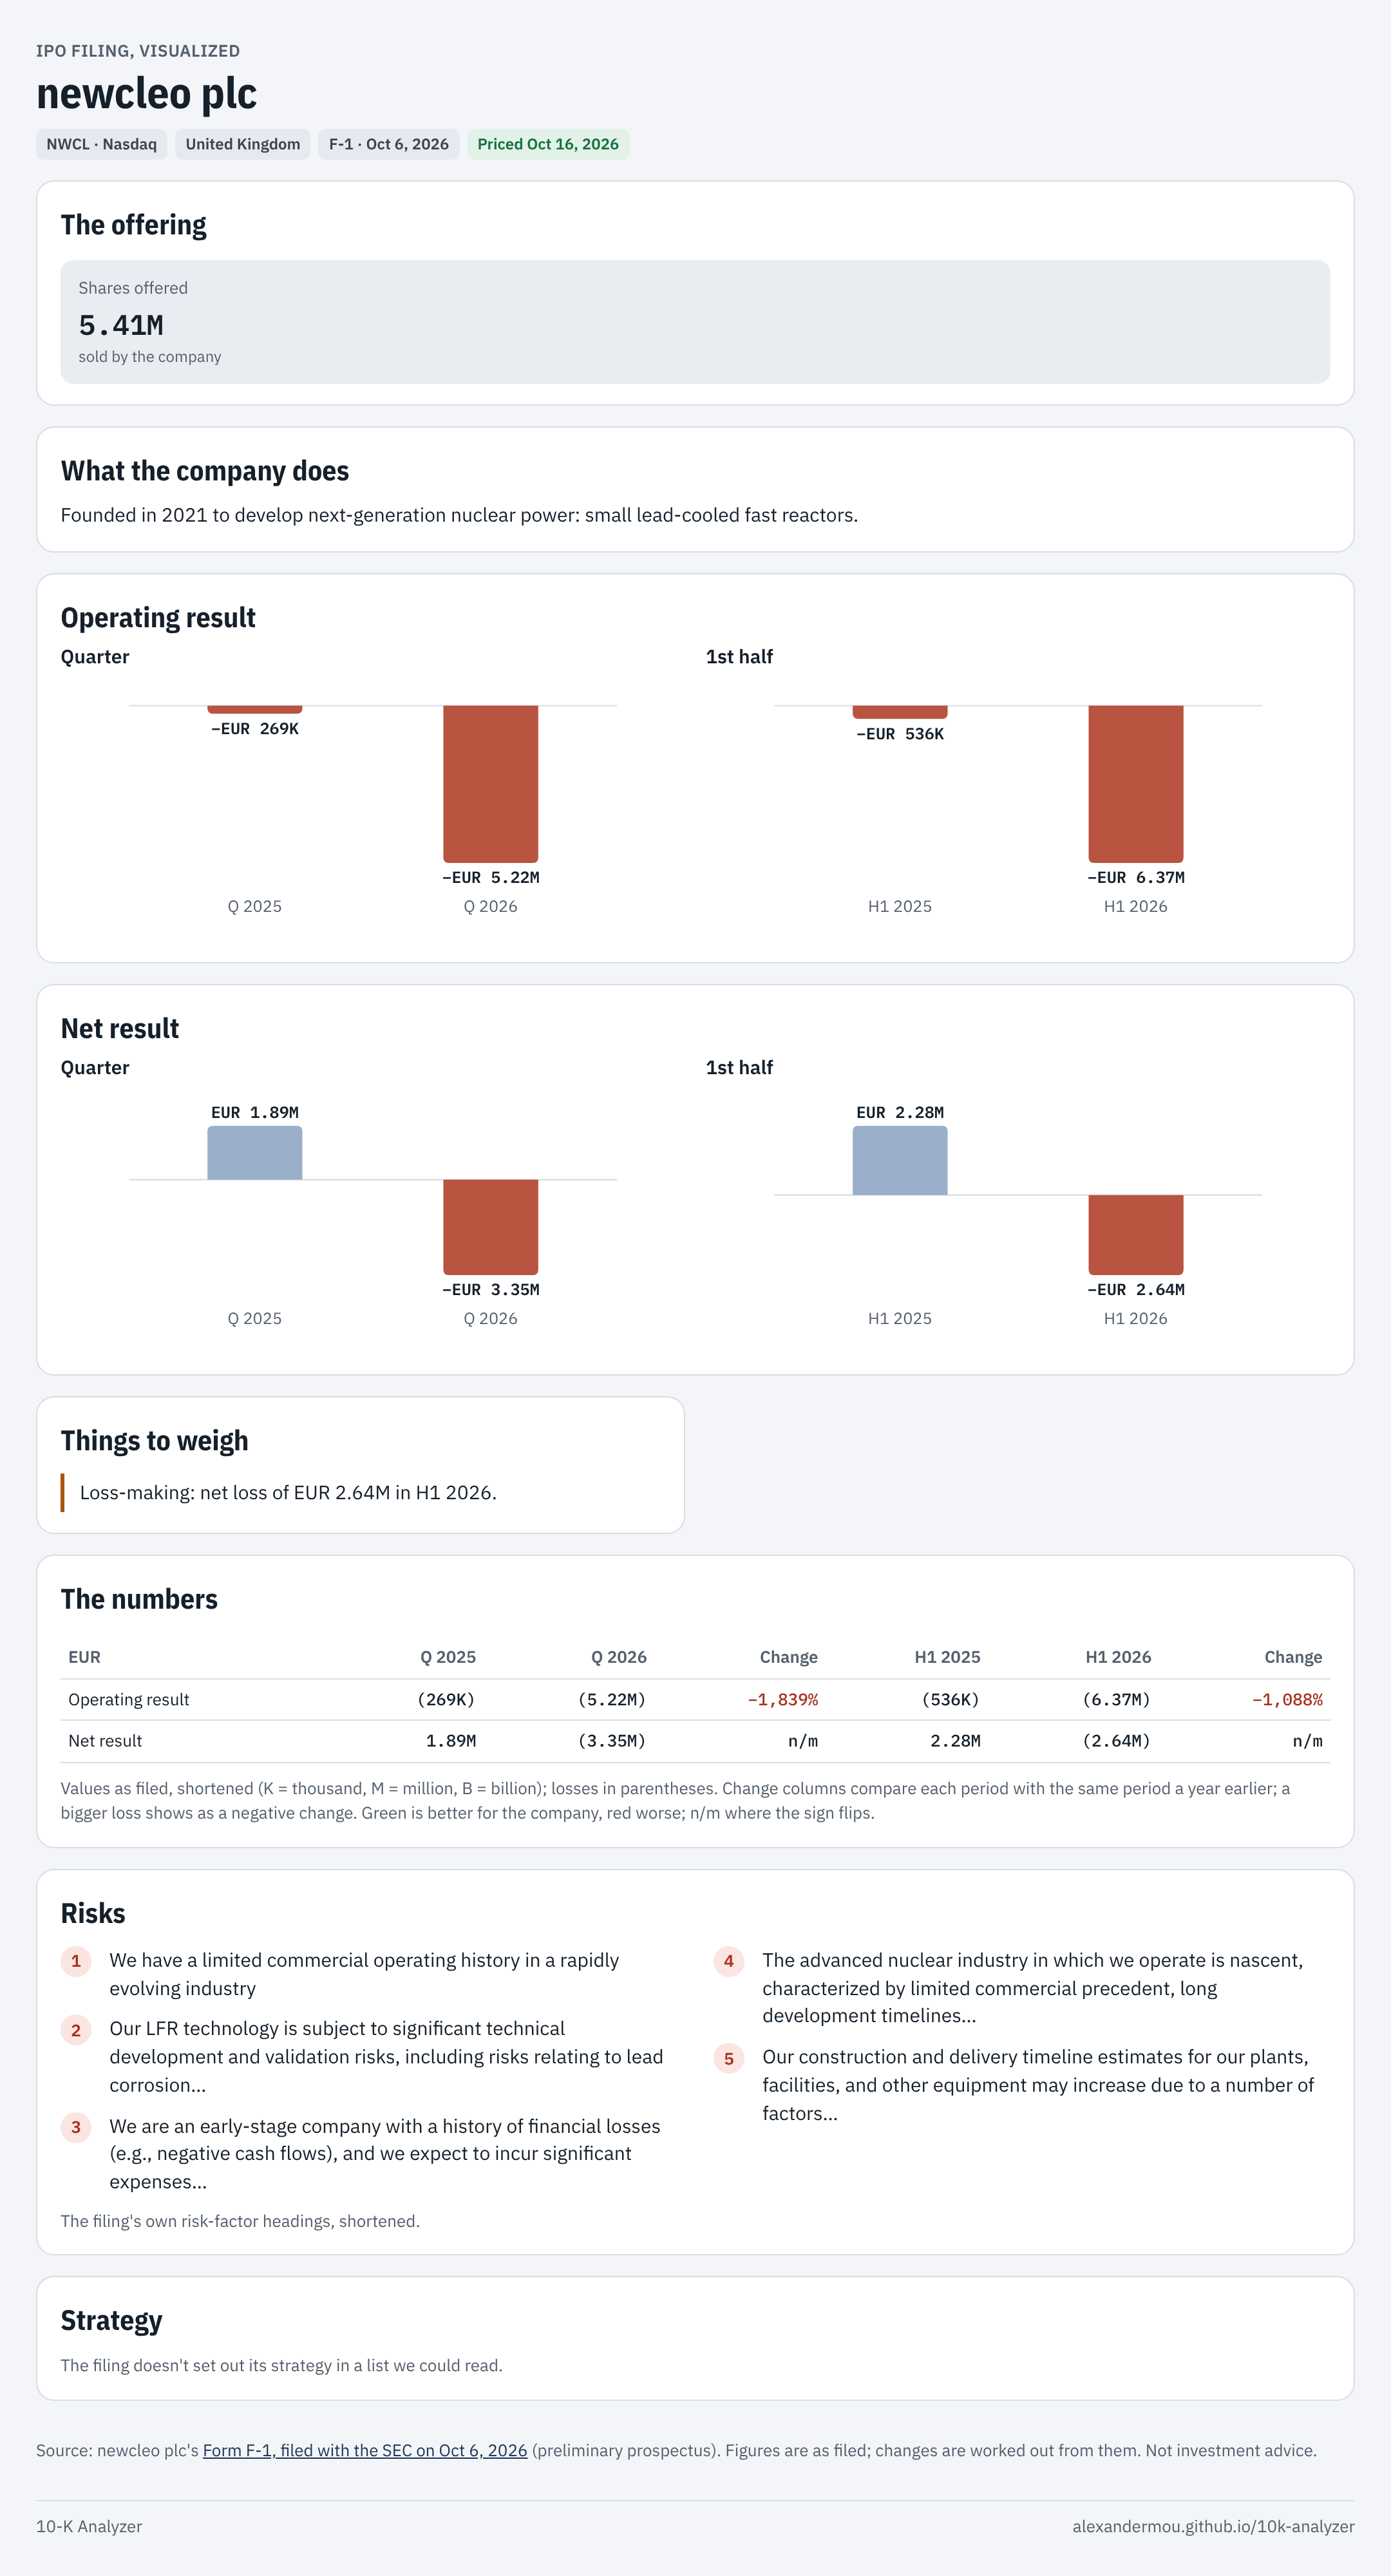 IPO FILING, VISUALIZED
newcleo plc
NWCL · Nasdaq
United Kingdom
F-1 · Oct 6, 2026
Priced Oct 16, 2026
The offering
Shares offered
5.41M
sold by the company
What the company does
Founded in 2021 to develop next-generation nuclear power: small lead-cooled fast reactors.
Operating result
Quarter
−EUR 269K
−EUR 5.22M
Q 2025
Q 2026
1st half
−EUR 536K
−EUR 6.37M
H1 2025
H1 2026
Net result
Quarter
EUR 1.89M
−EUR 3.35M
Q 2025
Q 2026
1st half
EUR 2.28M
−EUR 2.64M
H1 2025
H1 2026
Things to weigh
Loss-making: net loss of EUR 2.64M in H1 2026.
The numbers
EUR Q 2025 Q 2026 Change H1 2025 H1 2026 Change
Operating result (269K) (5.22M) −1,839% (536K) (6.37M) −1,088%
Net result 1.89M (3.35M) n/m 2.28M (2.64M) n/m
Values as filed, shortened (K = thousand, M = million, B = billion); losses in parentheses. Change columns compare each period with the same period a year earlier; a
bigger loss shows as a negative change. Green is better for the company, red worse; n/m where the sign flips.
Risks
1 We have a limited commercial operating history in a rapidly
evolving industry
2 Our LFR technology is subject to significant technical
development and validation risks, including risks relating to lead
corrosion...
3 We are an early-stage company with a history of financial losses
(e.g., negative cash flows), and we expect to incur significant
expenses...
4 The advanced nuclear industry in which we operate is nascent,
characterized by limited commercial precedent, long
development timelines...
5 Our construction and delivery timeline estimates for our plants,
facilities, and other equipment may increase due to a number of
factors...
The filing's own risk-factor headings, shortened.
Strategy
The filing doesn't set out its strategy in a list we could read.
Source: newcleo plc's Form F-1, filed with the SEC on Oct 6, 2026 (preliminary prospectus). Figures are as filed; changes are worked out from them. Not investment advice.
10-K Analyzer
alexandermou.github.io/10k-analyzer